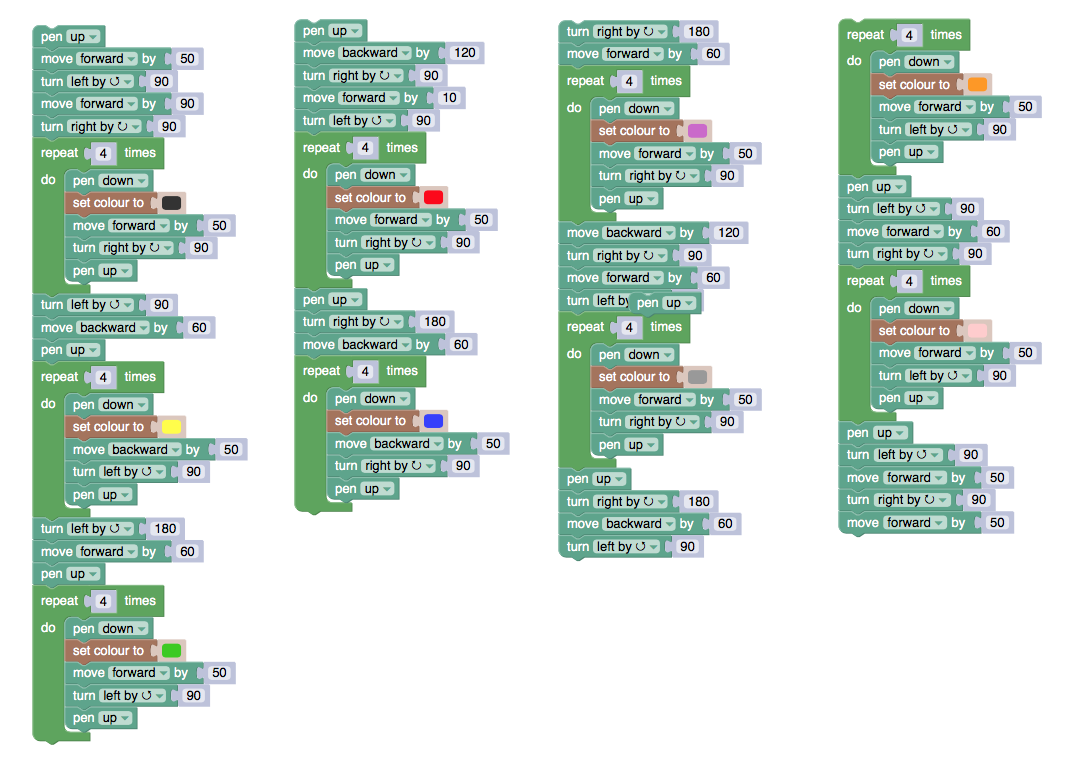 pen up
move forward by 50
turn left by ↺ 90
move forward by 90
turn right by ↻ 90
repeat 4 times
do pen down
set colour to
move forward by 50
turn right by ↻ 90
pen up
turn left by ↺ 90
move backward by 60
pen up
repeat 4 times
do pen down
set colour to
move backward by 50
turn left by ↺ 90
pen up
turn left by ↺ 180
move forward by 60
pen up
repeat 4 times
do pen down
set colour to
move forward by 50
turn left by ↺ 90
pen up
pen up
move backward by 120
turn right by ↻ 90
move forward by 10
turn left by ↺ 90
repeat 4 times
do pen down
set colour to
move forward by 50
turn right by ↻ 90
pen up
pen up
turn right by ↻ 180
move backward by 60
repeat 4 times
do pen down
set colour to
move backward by 50
turn right by ↻ 90
pen up
turn right by ↻ 180
move forward by 60
repeat 4 times
do pen down
set colour to
move forward by 50
turn right by ↻ 90
pen up
move backward by 120
turn right by ↻ 90
move forward by 60
turn left by pen up
repeat 4 times
do pen down
set colour to
move forward by 50
turn right by ↻ 90
pen up
pen up
turn right by ↻ 180
move backward by 60
turn left by ↺ 90
repeat 4 times
do pen down
set colour to
move forward by 50
turn left by ↺ 90
pen up
pen up
turn left by ↺ 90
move forward by 60
turn right by ↻ 90
repeat 4 times
do pen down
set colour to
move forward by 50
turn left by ↺ 90
pen up
pen up
turn left by ↺ 90
move forward by 50
turn right by ↻ 90
move forward by 50